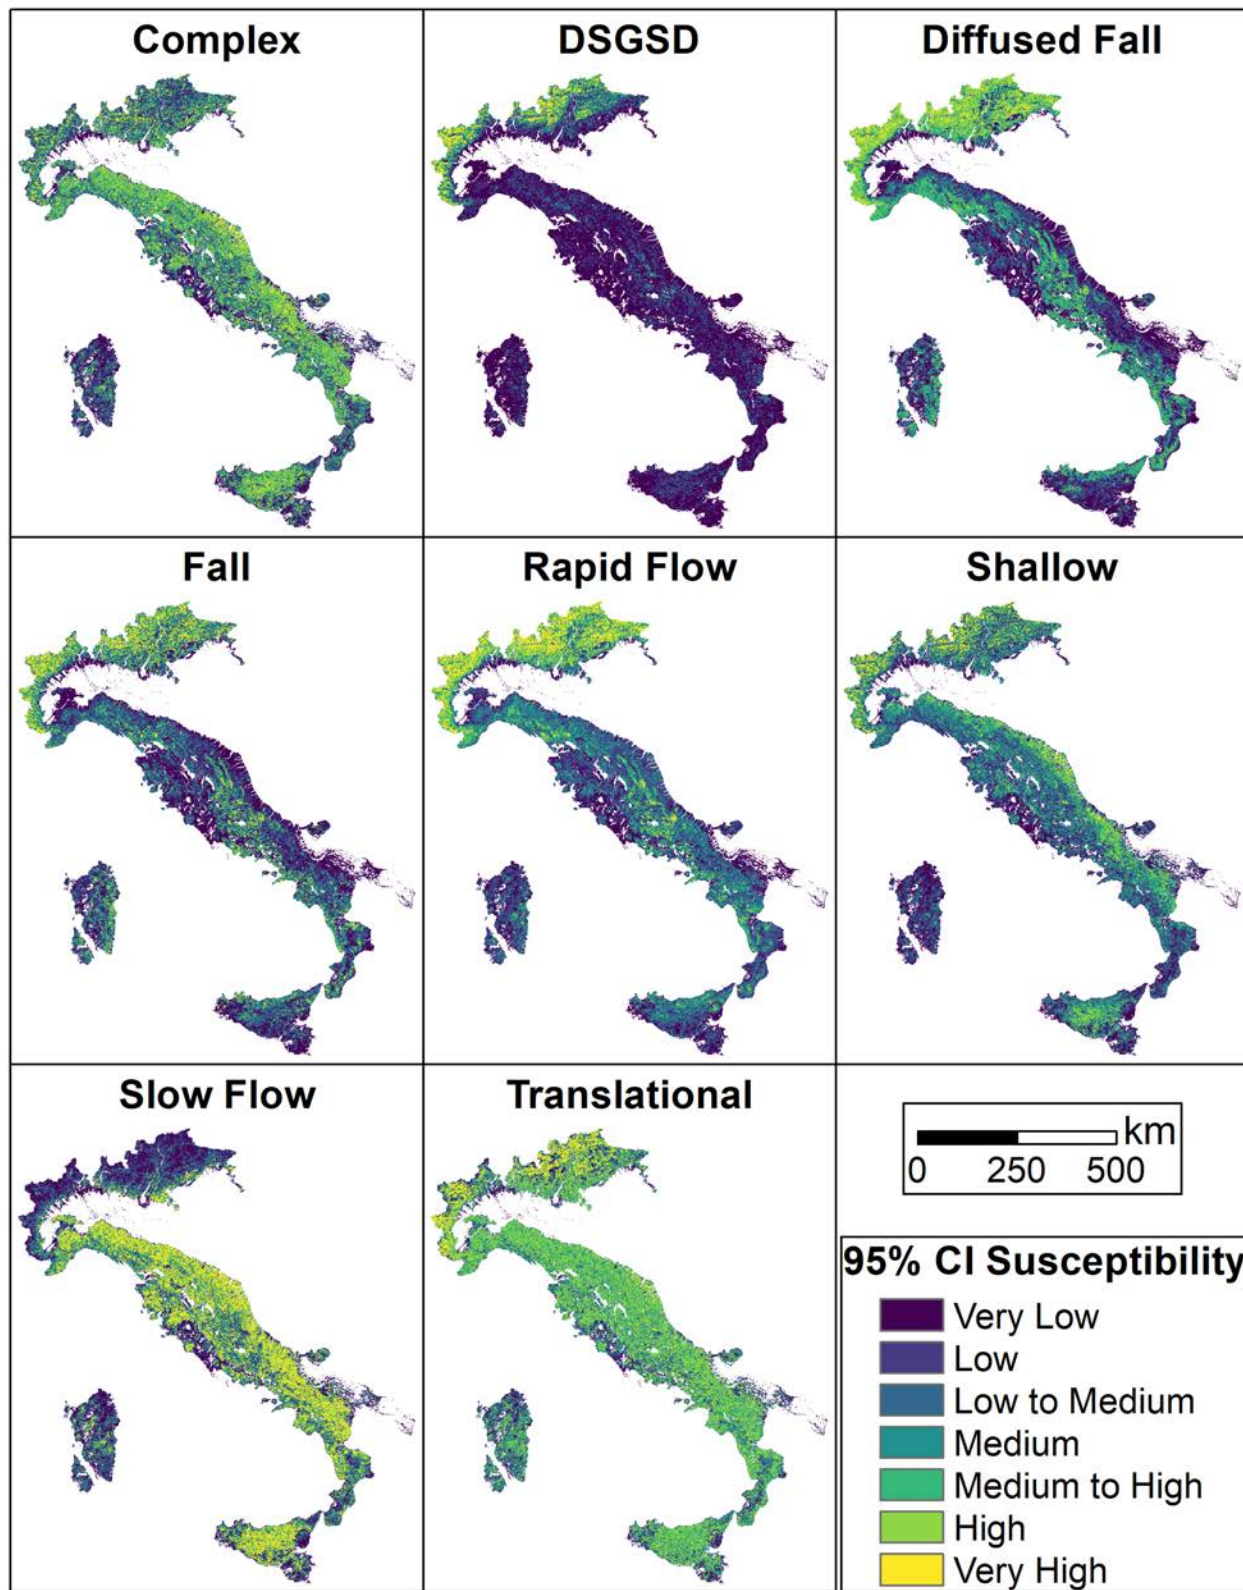 Complex
DSGSD
Diffused Fall
Fall
Rapid Flow
Shallow
Slow Flow
Translational
km
0 250 500
95% CI Susceptibility
Very Low
Low
Low to Medium
Medium
Medium to High
High
Very High